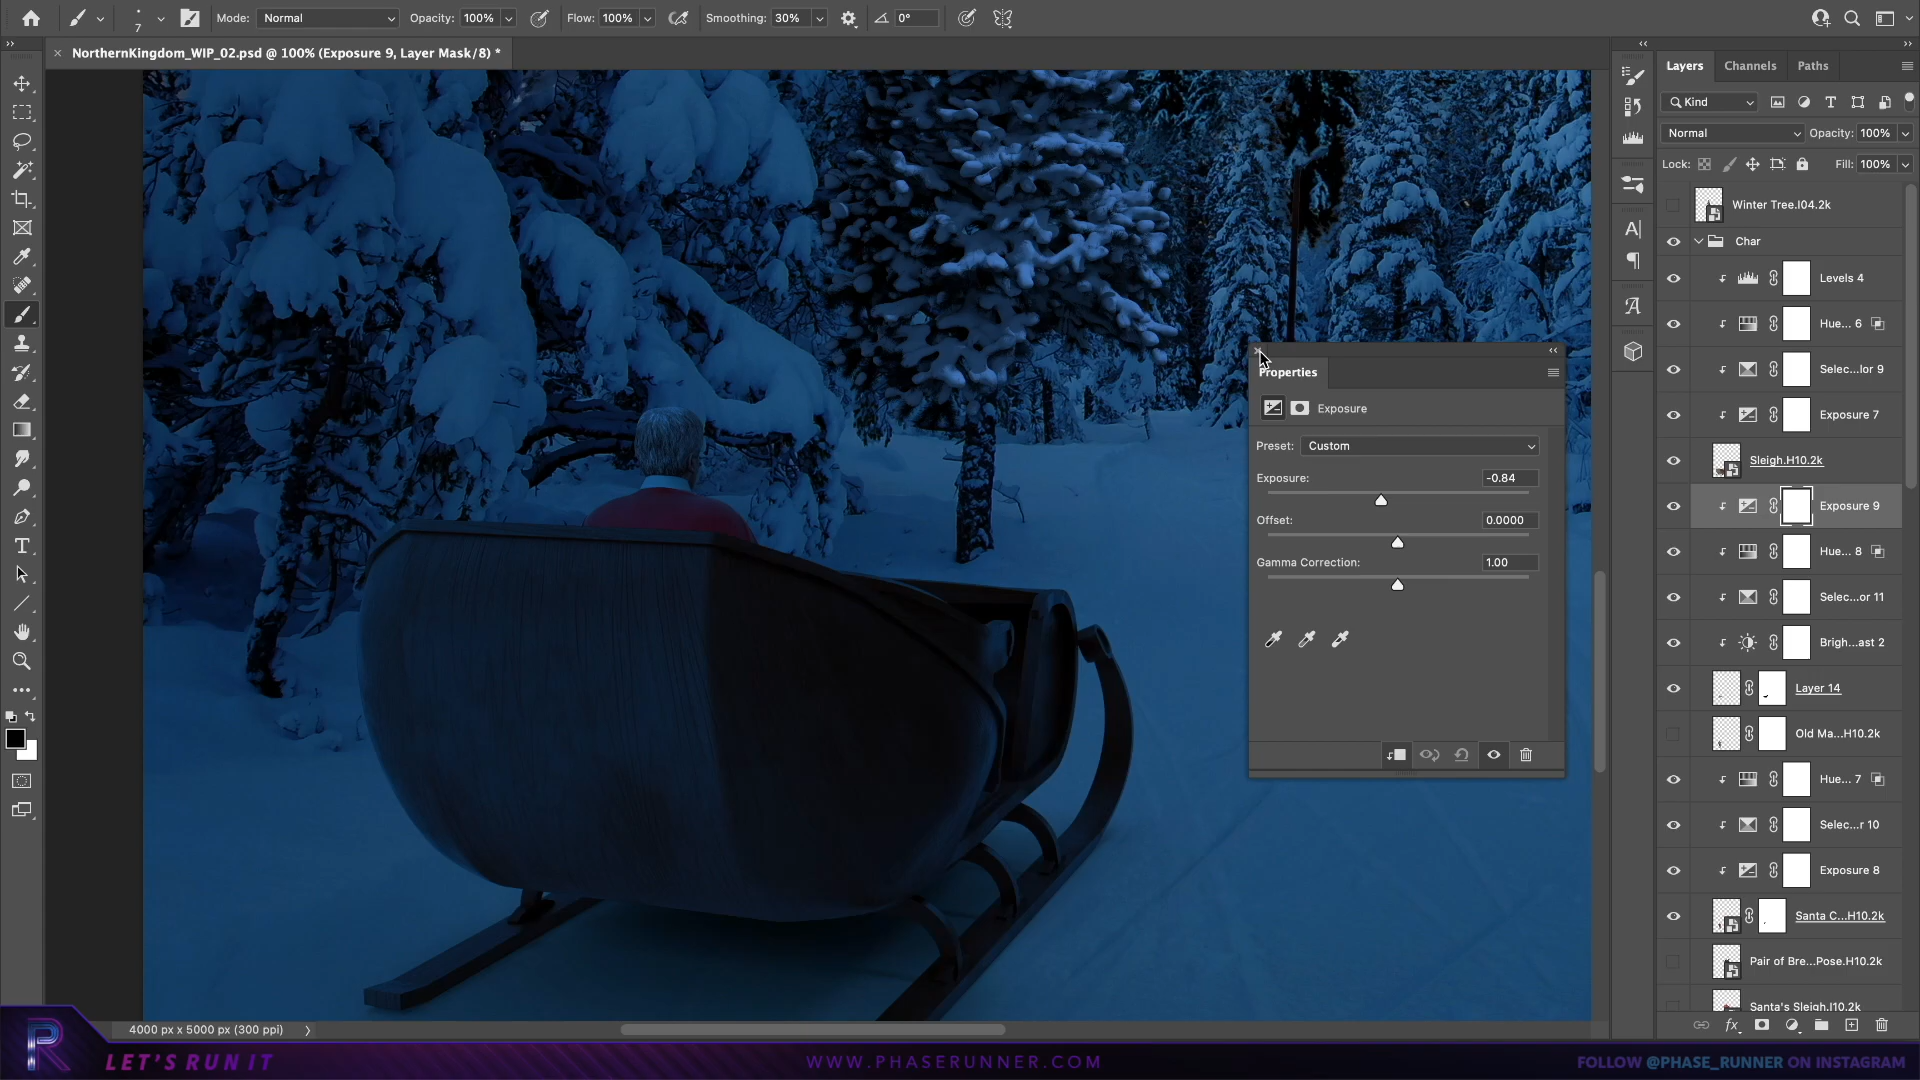 7
Mode: Normal
Opacity: 100%
Flow: 100%
Smoothing: 30%
0°
NorthernKingdom_WIP_02.psd @ 100% (Exposure 9, Layer Mask/8) *
Layers
Channels
Paths
Kind
Normal
Opacity: 100%
Lock:
Fill: 100%
Winter Tree.I04.2k
Char
Levels 4
Hue... 6
Selec...lor 9
Exposure 7
Sleigh.H10.2k
Exposure 9
Hue... 8
Selec...or 11
Brigh...ast 2
Layer 14
Old Ma...H10.2k
Hue... 7
Selec...r 10
Exposure 8
Santa C...H10.2k
Pair of Bre...Pose.H10.2k
Santa's Sleigh.I10.2k
Properties
Exposure
Preset: Custom
Exposure: -0.84
Offset: 0.0000
Gamma Correction: 1.00
4000 px x 5000 px (300 ppi)
LET'S RUN IT
WWW.PHASERUNNER.COM
FOLLOW @PHASE_RUNNER ON INSTAGRAM